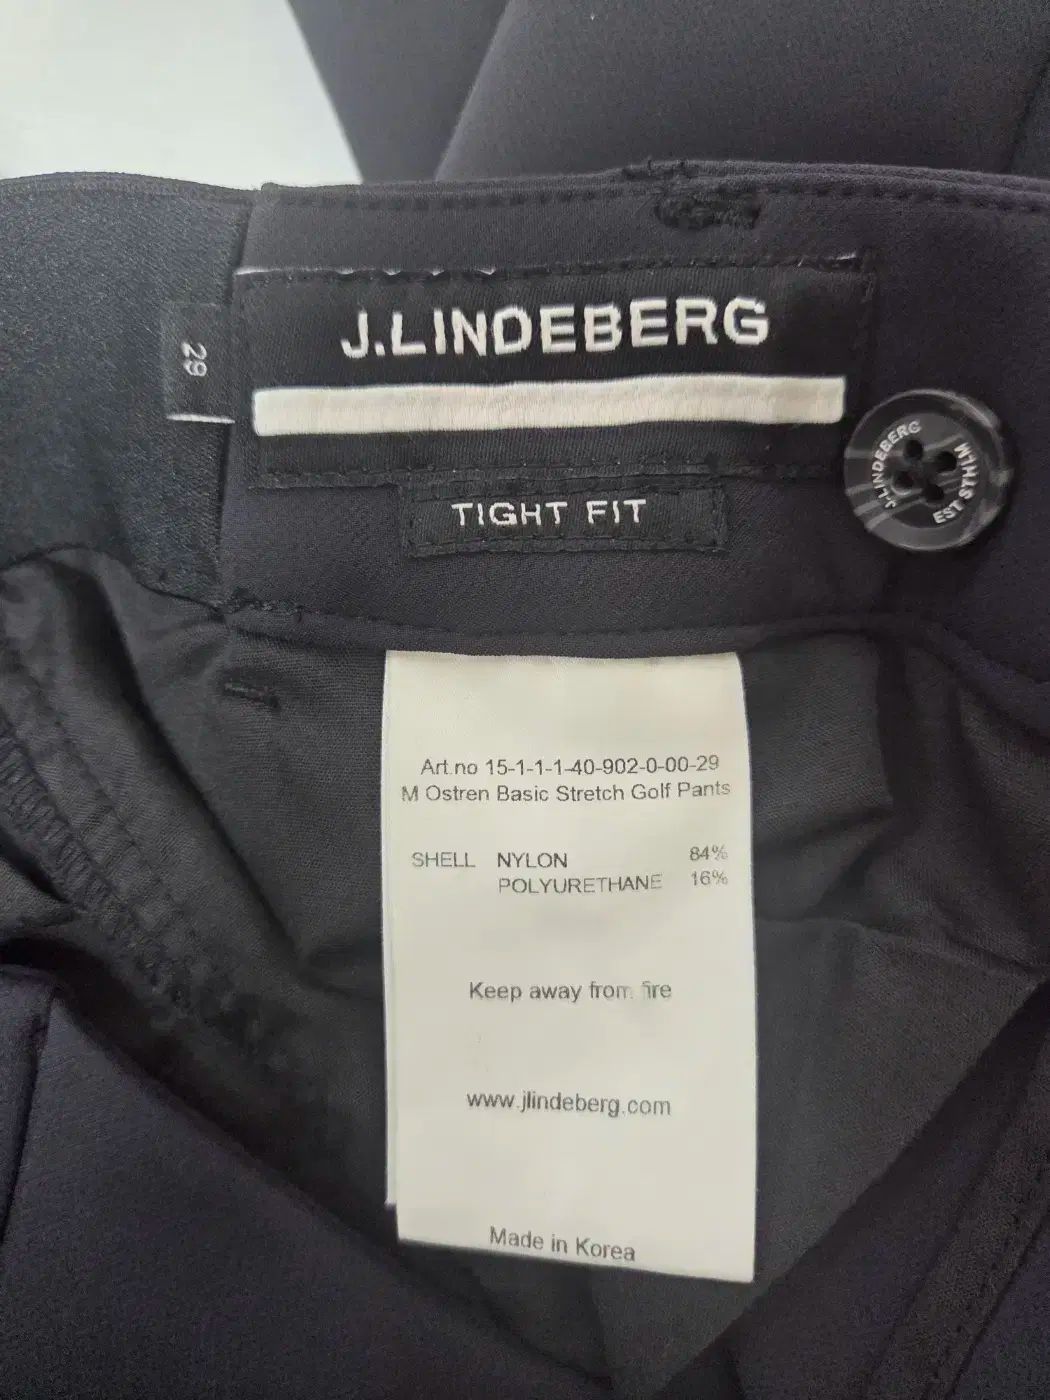 J.LINDEBERG
29
TIGHT FIT
J.LINDEBERG
EST STHLM
Art.no 15-1-1-1-40-902-0-00-29
M Ostren Basic Stretch Golf Pants
SHELL NYLON 84%
POLYURETHANE 16%
Keep away from fire
www.jlindeberg.com
Made in Korea